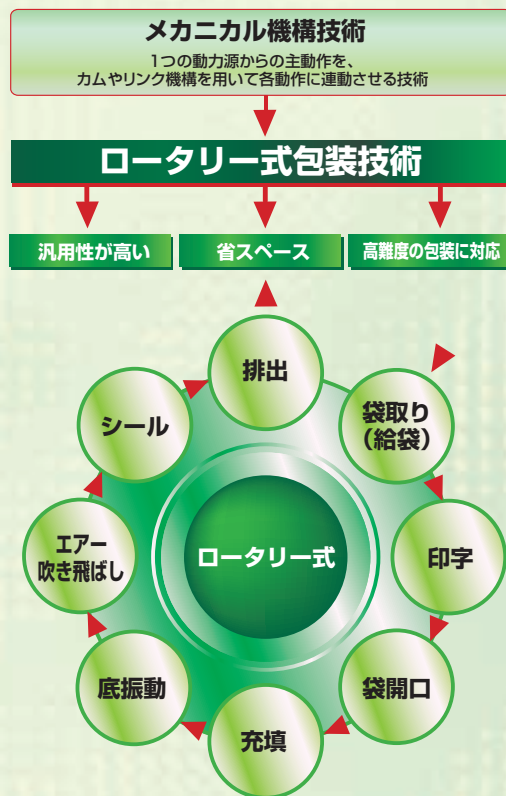 メカニカル機構技術
1つの動力源からの主動作を、
カムやリンク機構を用いて各動作に連動させる技術
ロータリー式包装技術
汎用性が高い
省スペース
高難度の包装に対応
排出
袋取り
（給袋）
印字
袋開口
充填
底振動
エアー
吹き飛ばし
シール
ロータリー式